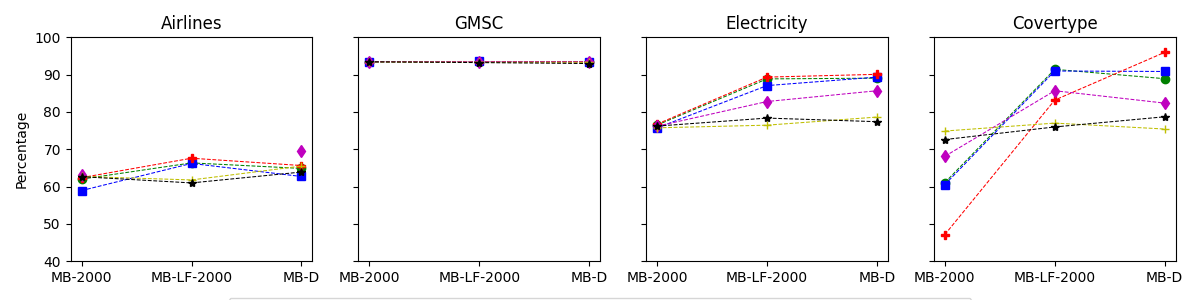 Airlines GMSC Electricity Covertype
100
90
80
70
60
50
40
Percentage
MB-2000 MB-LF-2000 MB-D MB-2000 MB-LF-2000 MB-D MB-2000 MB-LF-2000 MB-D MB-2000 MB-LF-2000 MB-D